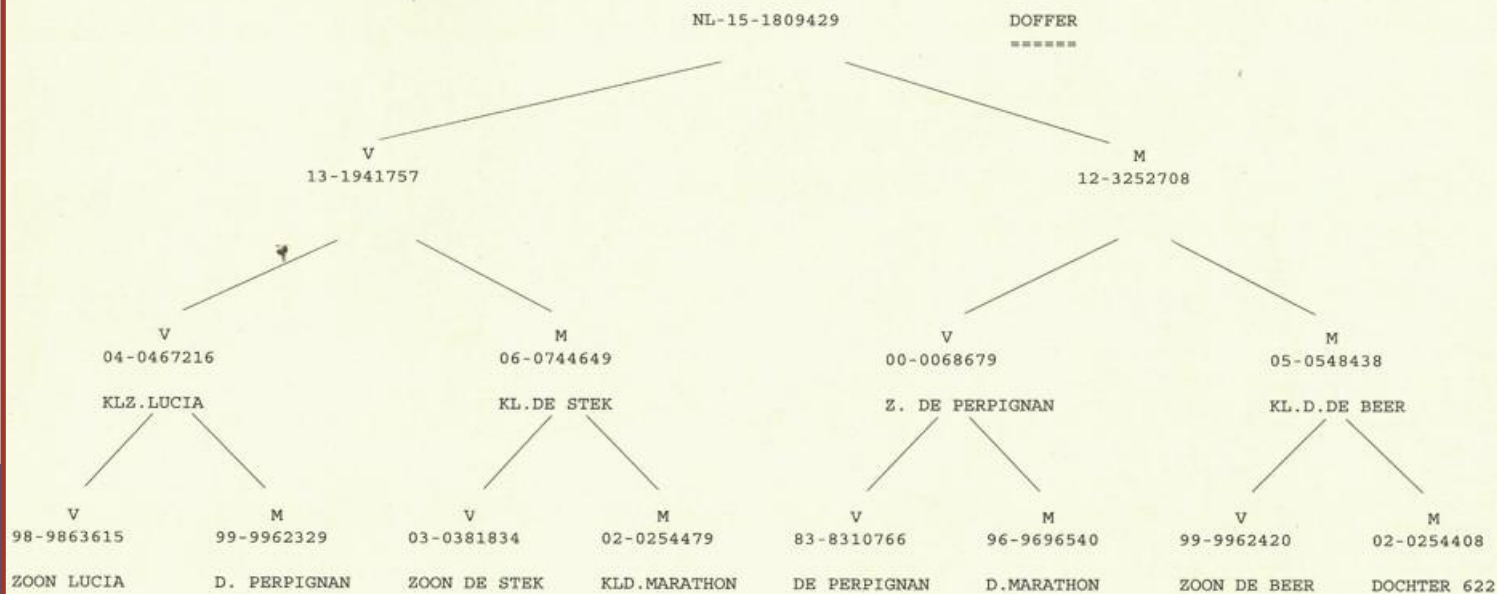 NL-15-1809429 DOFFER
======
V M
13-1941757 12-3252708
V M V M
04-0467216 06-0744649 00-0068679 05-0548438
KLZ.LUCIA KL.DE STEK Z. DE PERPIGNAN KL.D.DE BEER
V M V M V M V M
98-9863615 99-9962329 03-0381834 02-0254479 83-8310766 96-9696540 99-9962420 02-0254408
ZOON LUCIA D. PERPIGNAN ZOON DE STEK KLD.MARATHON DE PERPIGNAN D.MARATHON ZOON DE BEER DOCHTER 622